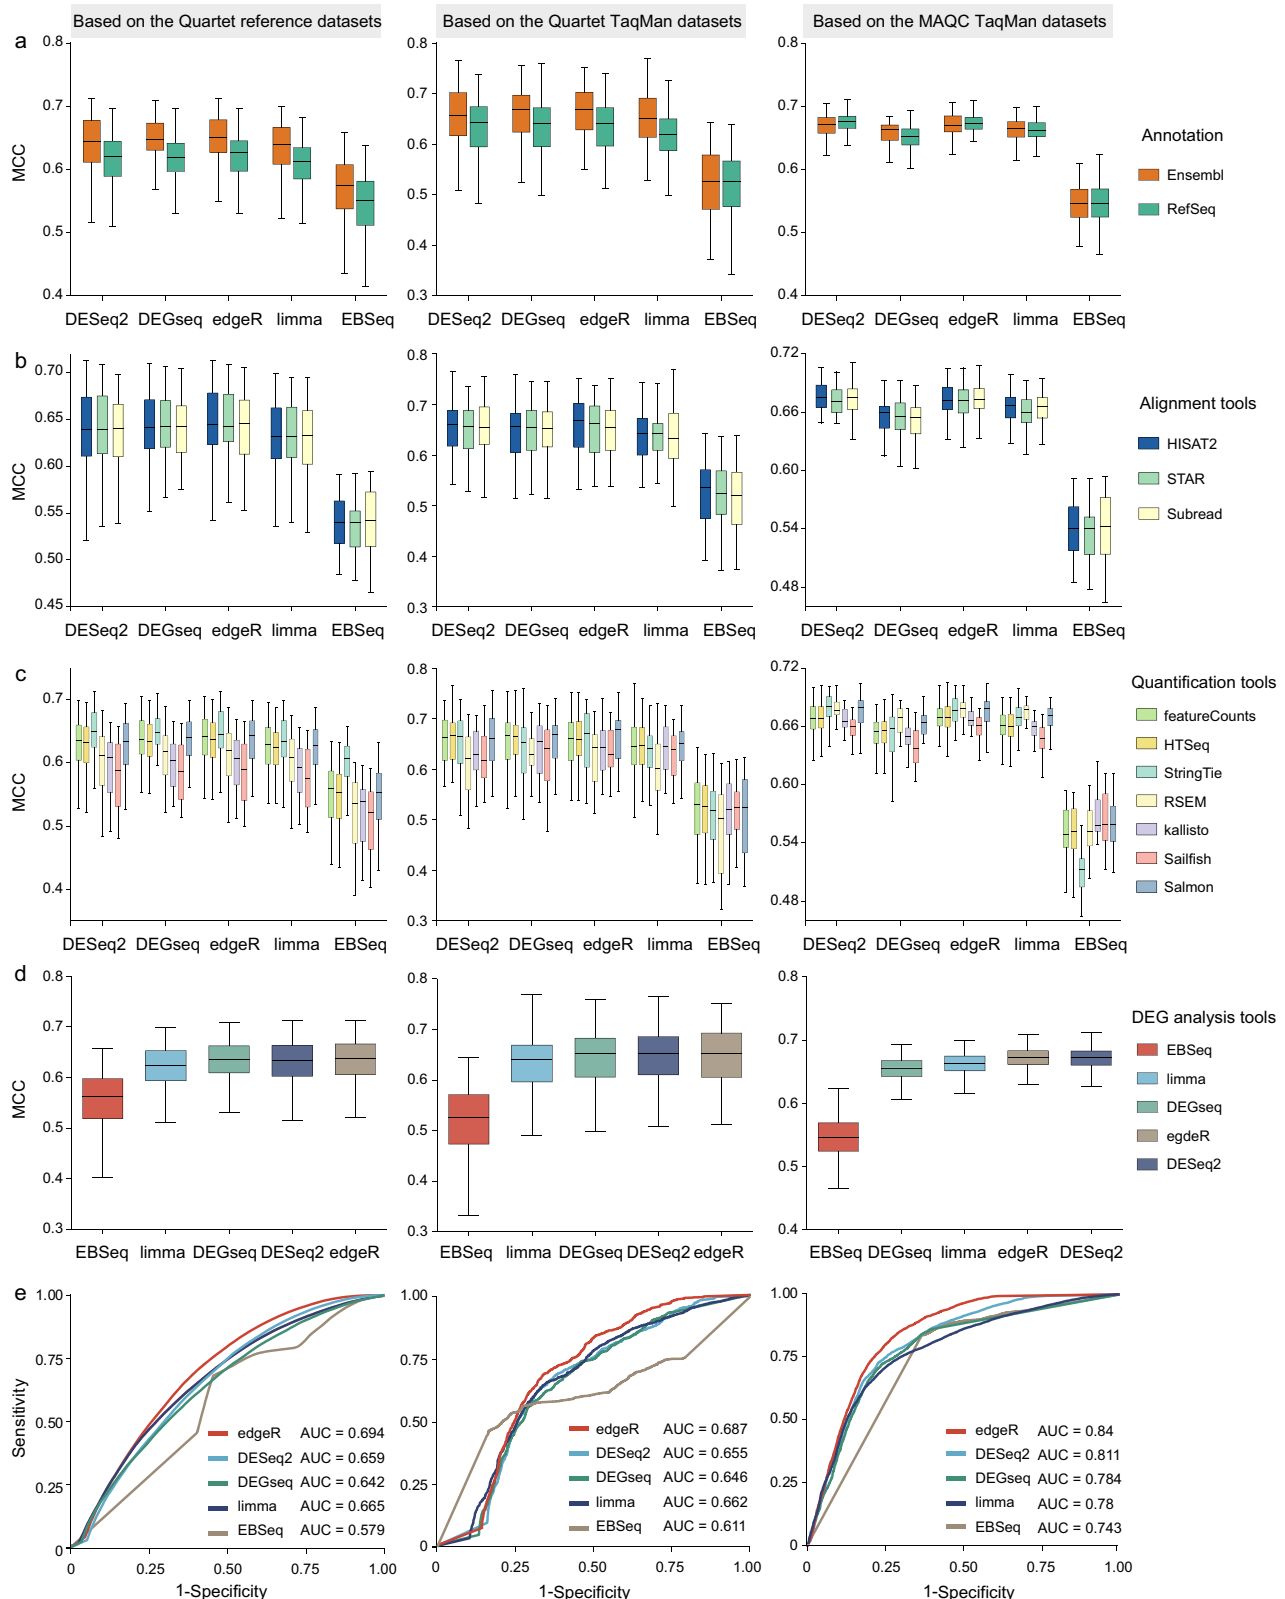 Based on the Quartet reference datasets
Based on the Quartet TaqMan datasets
Based on the MAQC TaqMan datasets
a
MCC
0.8
0.7
0.6
0.5
0.4
DESeq2 DEGseq edgeR limma EBSeq
0.8
0.7
0.6
0.5
0.4
0.3
DESeq2 DEGseq edgeR limma EBSeq
0.8
0.7
0.6
0.5
0.4
DESeq2 DEGseq edgeR limma EBSeq
Annotation
Ensembl
RefSeq
b
MCC
0.70
0.65
0.60
0.55
0.50
0.45
DESeq2 DEGseq edgeR limma EBSeq
0.8
0.7
0.6
0.5
0.4
0.3
DESeq2 DEGseq edgeR limma EBSeq
0.72
0.66
0.60
0.54
0.48
DESeq2 DEGseq edgeR limma EBSeq
Alignment tools
HISAT2
STAR
Subread
c
MCC
0.7
0.6
0.5
0.4
DESeq2 DEGseq edgeR limma EBSeq
0.8
0.7
0.6
0.5
0.4
0.3
DESeq2 DEGseq edgeR limma EBSeq
0.72
0.66
0.60
0.54
0.48
DESeq2 DEGseq edgeR limma EBSeq
Quantification tools
featureCounts
HTSeq
StringTie
RSEM
kallisto
Sailfish
Salmon
d
MCC
0.8
0.7
0.6
0.5
0.4
0.3
EBSeq limma DEGseq DESeq2 edgeR
0.8
0.7
0.6
0.5
0.4
0.3
EBSeq limma DEGseq DESeq2 edgeR
0.8
0.7
0.6
0.5
0.4
EBSeq DEGseq limma edgeR DESeq2
DEG analysis tools
EBSeq
limma
DEGseq
egdeR
DESeq2
e
Sensitivity
1.00
0.75
0.50
0.25
0
edgeR AUC = 0.694
DESeq2 AUC = 0.659
DEGseq AUC = 0.642
limma AUC = 0.665
EBSeq AUC = 0.579
0 0.25 0.50 0.75 1.00
1-Specificity
1.00
0.75
0.50
0.25
0
edgeR AUC = 0.687
DESeq2 AUC = 0.655
DEGseq AUC = 0.646
limma AUC = 0.662
EBSeq AUC = 0.611
0 0.25 0.50 0.75 1.00
1-Specificity
1.00
0.75
0.50
0.25
0
edgeR AUC = 0.84
DESeq2 AUC = 0.811
DEGseq AUC = 0.784
limma AUC = 0.78
EBSeq AUC = 0.743
0 0.25 0.50 0.75 1.00
1-Specificity